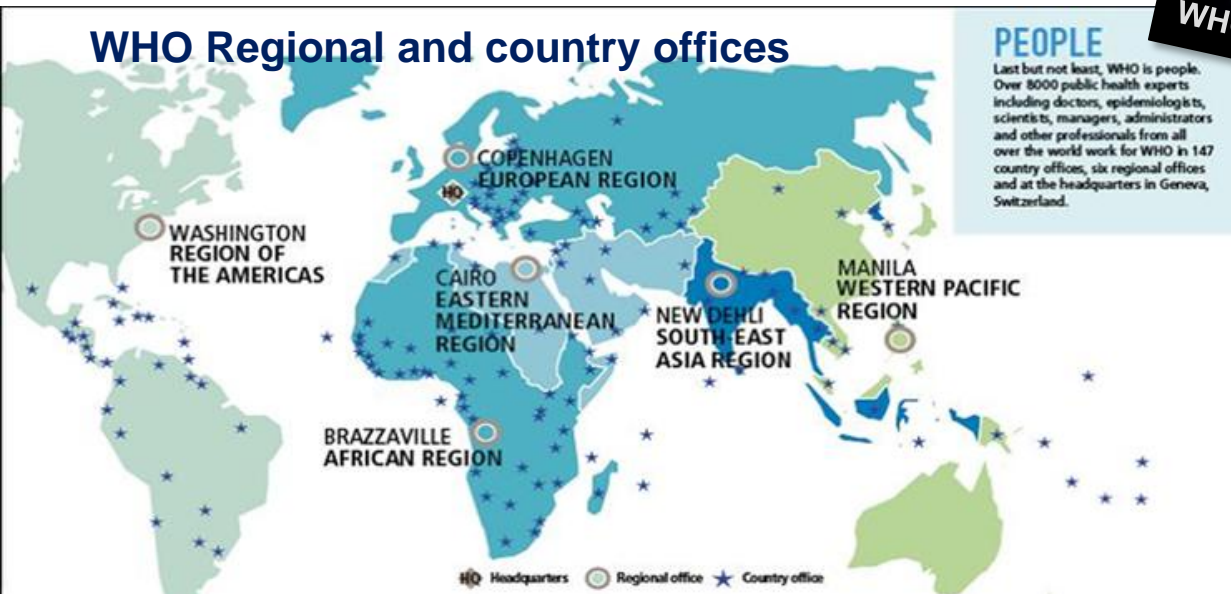 WHO Regional and country offices
WH
PEOPLE
Last but not least, WHO is people.
Over 8000 public health experts
including doctors, epidemiologists,
scientists, managers, administrators
and other professionals from all
over the world work for WHO in 147
country offices, six regional offices
and at the headquarters in Geneva,
Switzerland.
COPENHAGEN
EUROPEAN REGION
HQ
WASHINGTON
REGION OF
THE AMERICAS
CAIRO
EASTERN
MEDITERRANEAN
REGION
NEW DEHLI
SOUTH-EAST
ASIA REGION
MANILA
WESTERN PACIFIC
REGION
BRAZZAVILLE
AFRICAN REGION
HQ Headquarters Regional office Country office